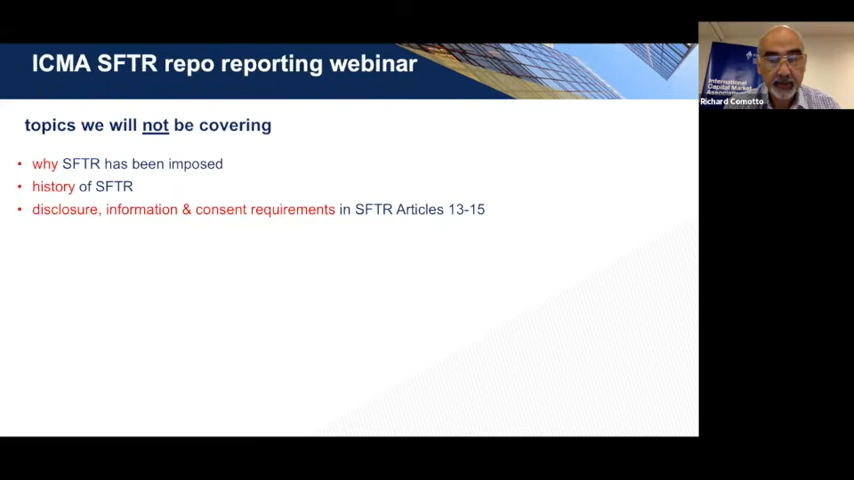 ICMA SFTR repo reporting webinar
topics we will not be covering
• why SFTR has been imposed
• history of SFTR
• disclosure, information & consent requirements in SFTR Articles 13-15
International
Capital Market
Association
Richard Comotto